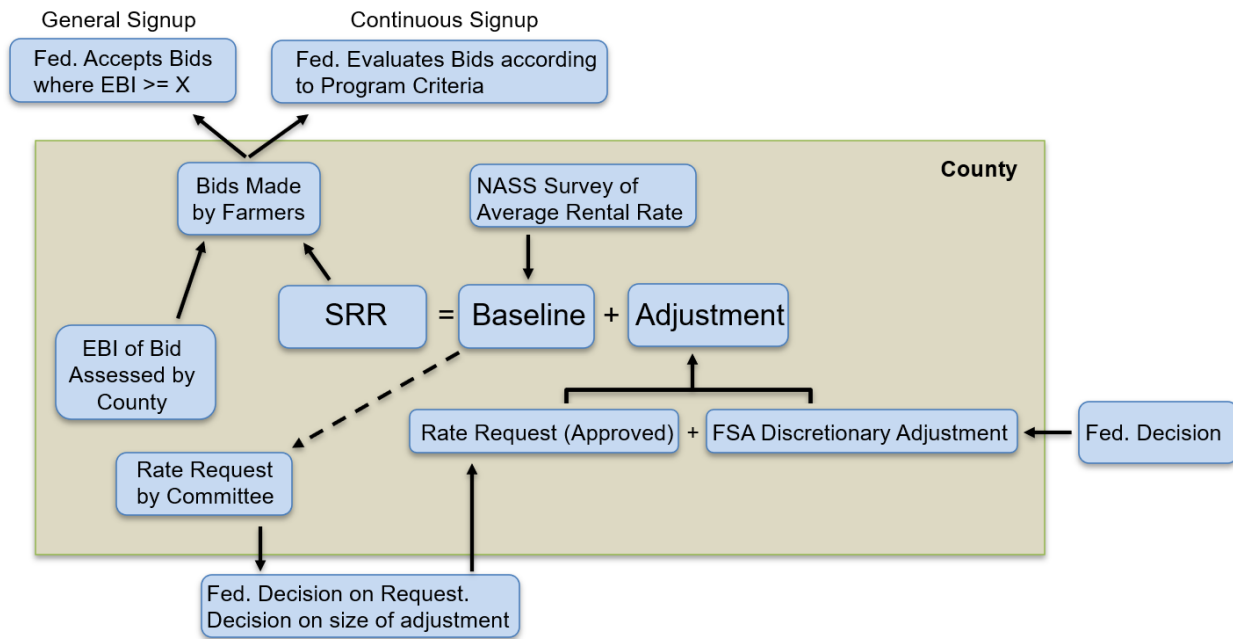 General Signup
Continuous Signup
Fed. Accepts Bids
where EBI >= X
Fed. Evaluates Bids according
to Program Criteria
County
Bids Made
by Farmers
NASS Survey of
Average Rental Rate
SRR = Baseline + Adjustment
EBI of Bid
Assessed by
County
Rate Request (Approved) + FSA Discretionary Adjustment
Fed. Decision
Rate Request
by Committee
Fed. Decision on Request.
Decision on size of adjustment